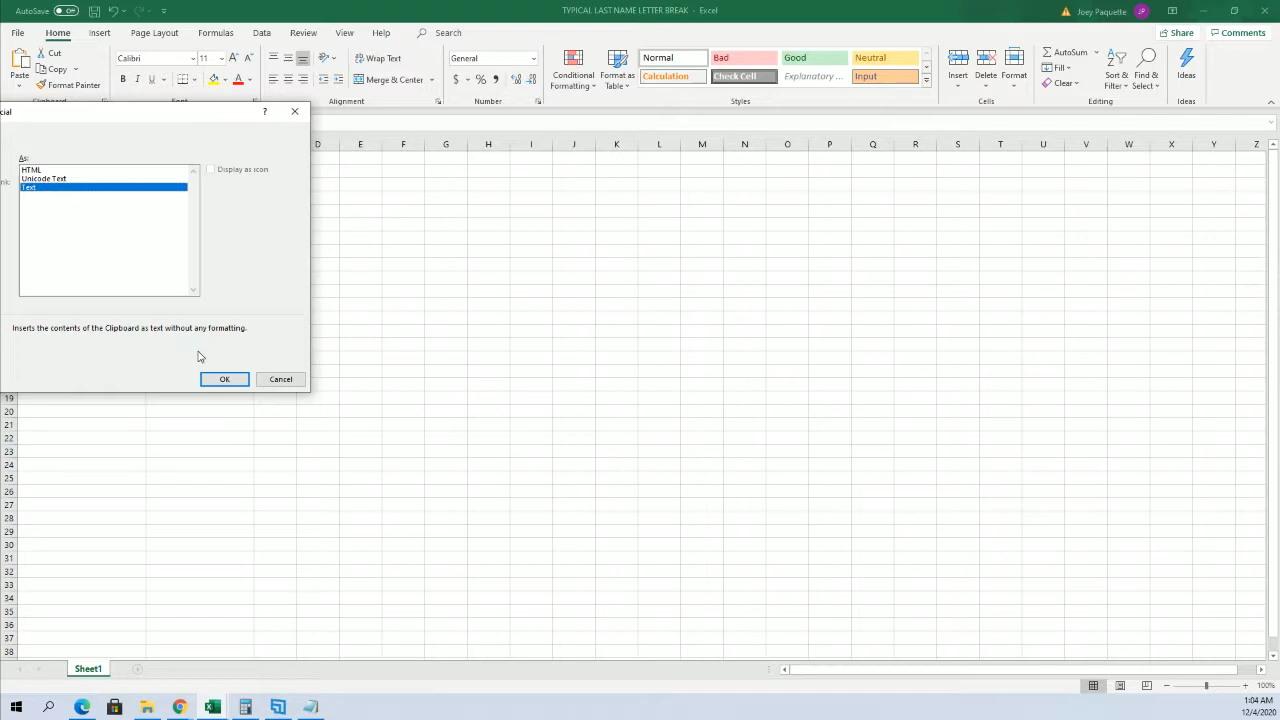 AutoSave Off TYPICAL LAST NAME LETTER BREAK - Excel Joey Paquette JP
File Home Insert Page Layout Formulas Data Review View Help Search Share Comments
Paste Cut Copy Format Painter
Calibri 11 A A B I U A
Wrap Text Merge & Center
General $ % ,
Conditional Formatting Format as Table
Normal Bad Good Neutral
Calculation Check Cell Explanatory ... Input
Insert Delete Format
AutoSum Fill Clear
Sort & Filter Find & Select Ideas
Alignment Number Styles Cells Editing Ideas
cial ? ×
As:
HTML
Unicode Text
Text
Display as icon
Inserts the contents of the Clipboard as text without any formatting.
OK Cancel
D E F G H I J K L M N O P Q R S T U V W X Y Z
19
20
21
22
23
24
25
26
27
28
29
30
31
32
33
34
35
36
37
38
Sheet1
100%
1:04 AM
12/4/2020